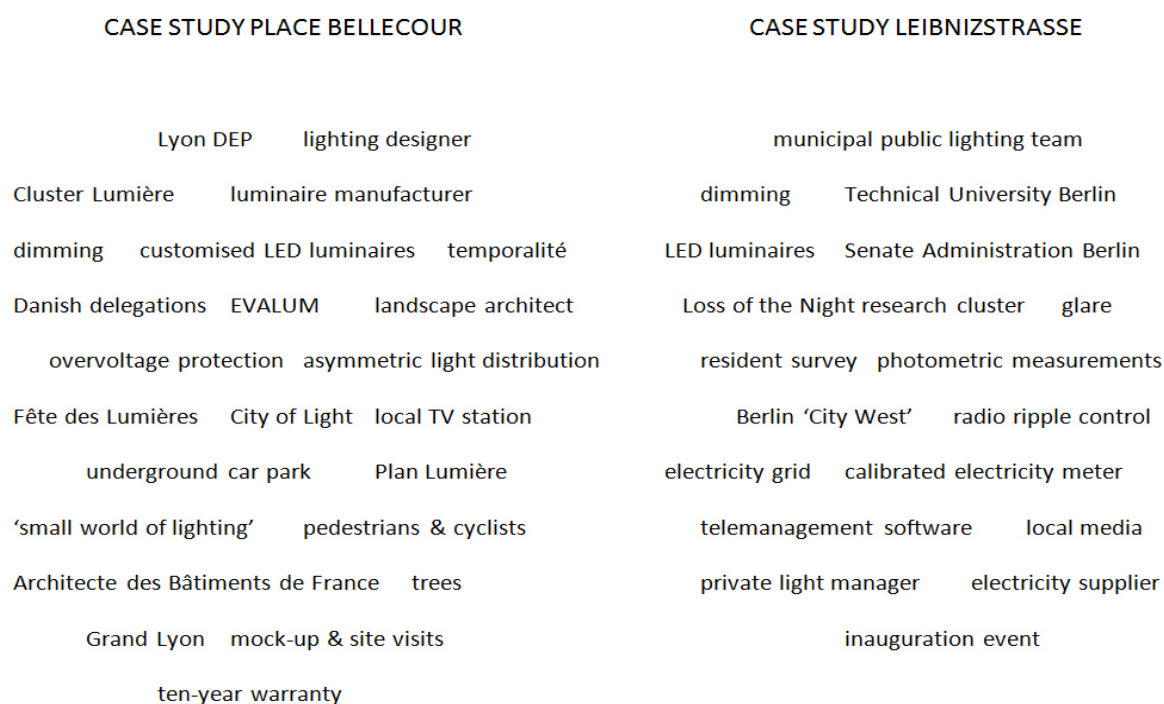 CASE STUDY PLACE BELLECOUR
Lyon DEP lighting designer
Cluster Lumière luminaire manufacturer
dimming customised LED luminaires temporalité
Danish delegations EVALUM landscape architect
overvoltage protection asymmetric light distribution
Fête des Lumières City of Light local TV station
underground car park Plan Lumière
‘small world of lighting’ pedestrians & cyclists
Architecte des Bâtiments de France trees
Grand Lyon mock-up & site visits
ten-year warranty
CASE STUDY LEIBNIZSTRASSE
municipal public lighting team
dimming Technical University Berlin
LED luminaires Senate Administration Berlin
Loss of the Night research cluster glare
resident survey photometric measurements
Berlin ‘City West’ radio ripple control
electricity grid calibrated electricity meter
telemanagement software local media
private light manager electricity supplier
inauguration event